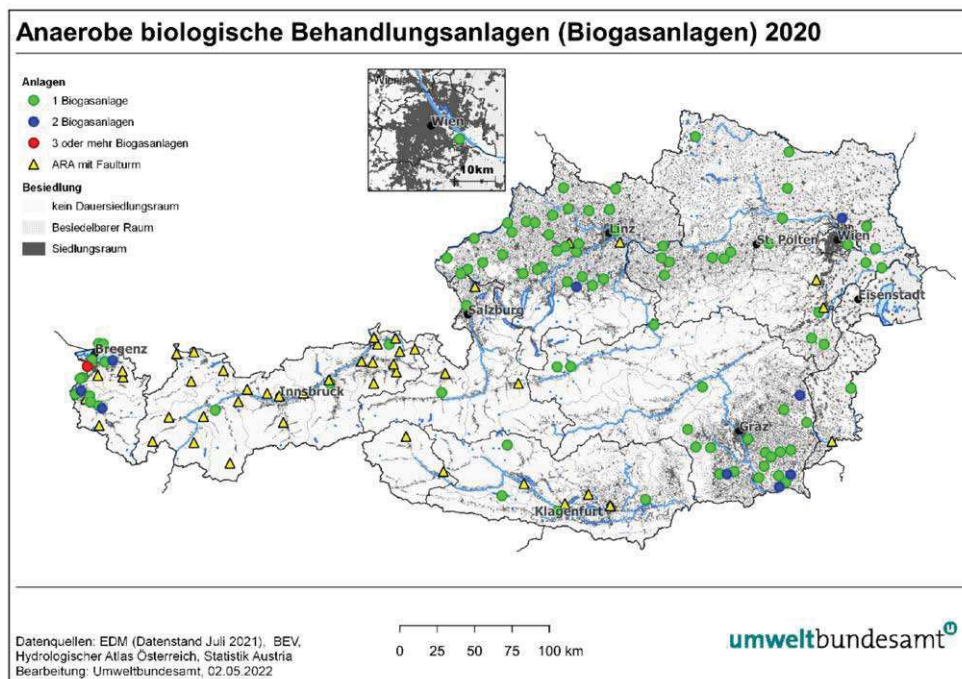 Anaerobe biologische Behandlungsanlagen (Biogasanlagen) 2020
Anlagen
1 Biogasanlage
2 Biogasanlagen
3 oder mehr Biogasanlagen
ARA mit Faulturm
Besiedlung
kein Dauersiedlungsraum
Besiedelbarer Raum
Siedlungsraum
Wien
Wien
10km
Linz
St. Pölten
Wien
Eisenstadt
Salzburg
Bregenz
Innsbruck
Graz
Klagenfurt
Datenquellen: EDM (Datenstand Juli 2021), BEV,
Hydrologischer Atlas Österreich, Statistik Austria
Bearbeitung: Umweltbundesamt, 02.05.2022
0 25 50 100 km
umweltbundesamt u